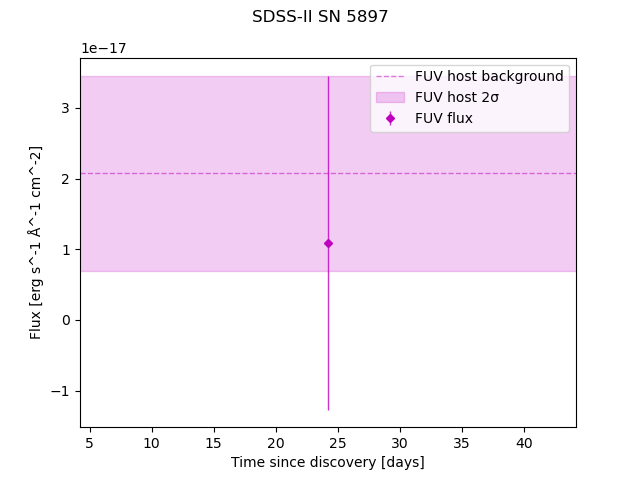 SDSS-II SN 5897
1e−17
FUV host background
FUV host 2σ
FUV flux
3
2
1
0
−1
Flux [erg s^-1 Å^-1 cm^-2]
5 10 15 20 25 30 35 40
Time since discovery [days]